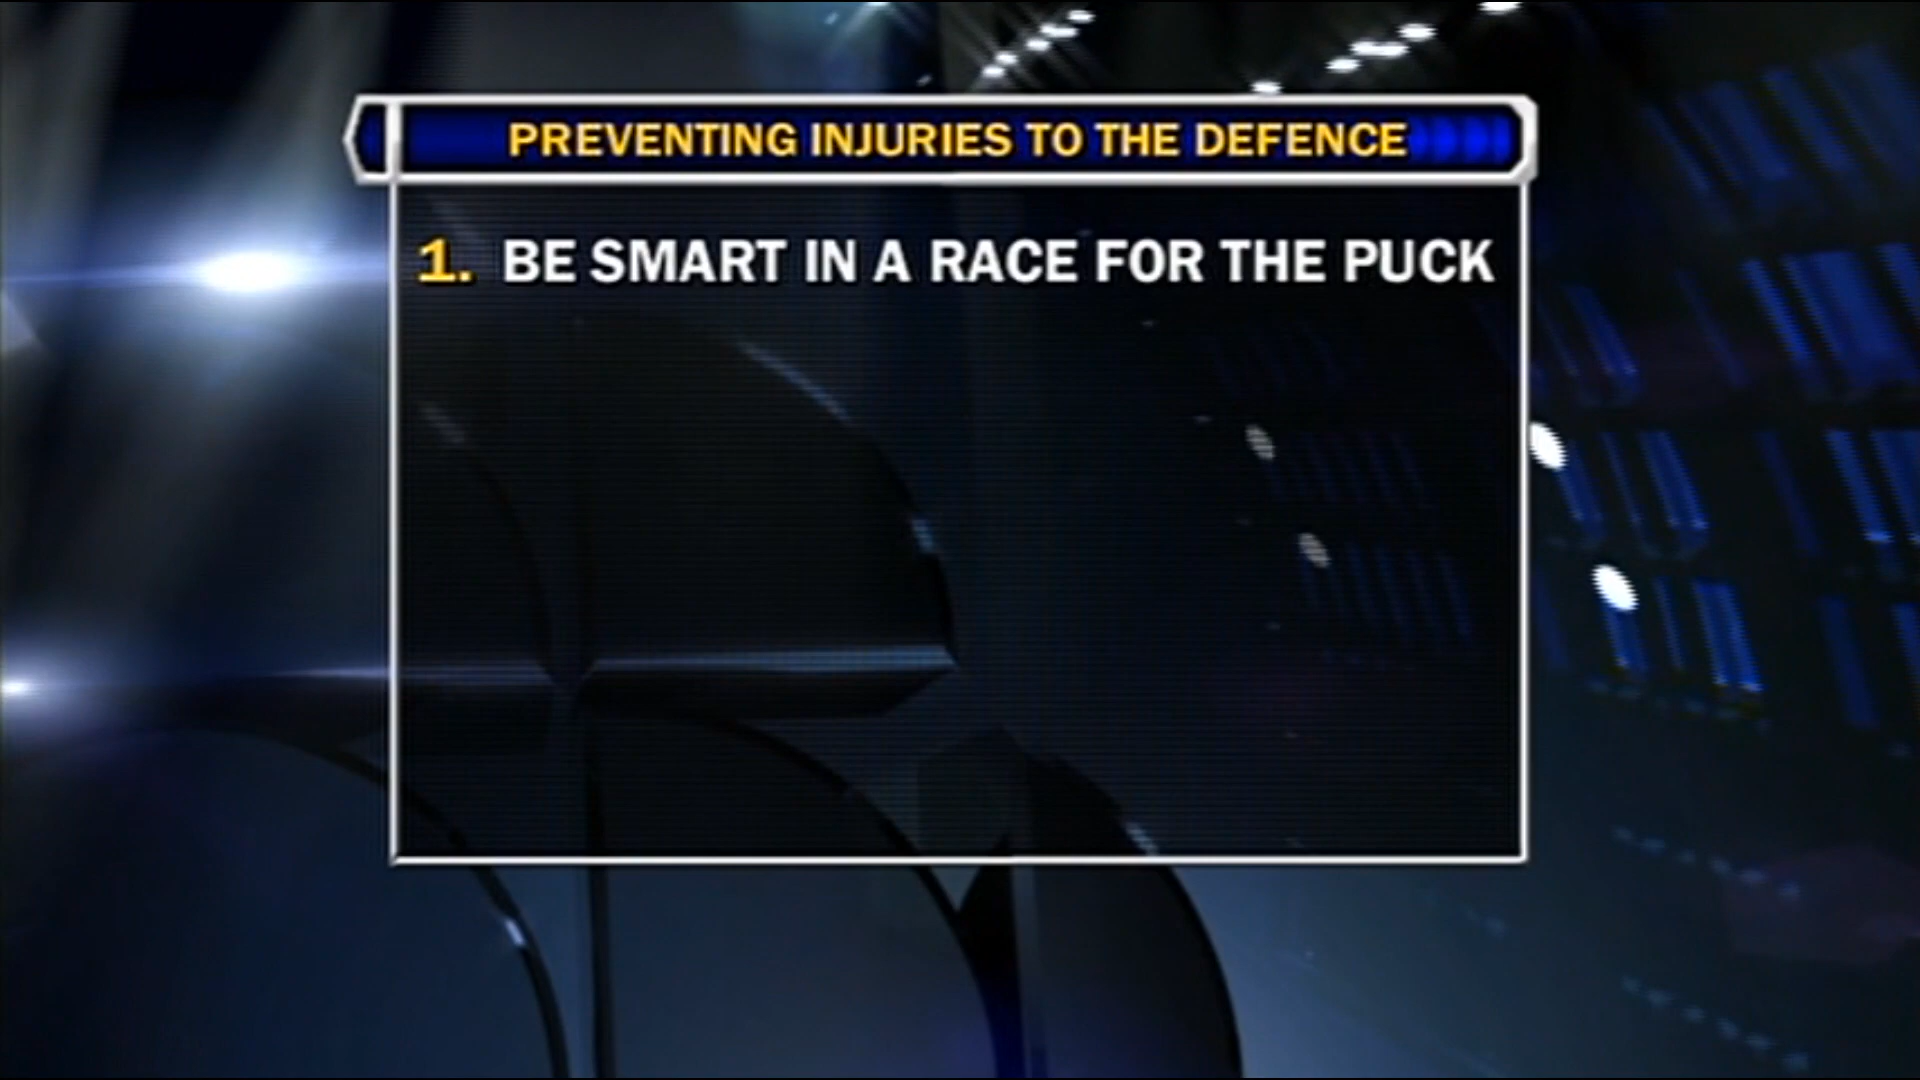 PREVENTING INJURIES TO THE DEFENCE
1. BE SMART IN A RACE FOR THE PUCK